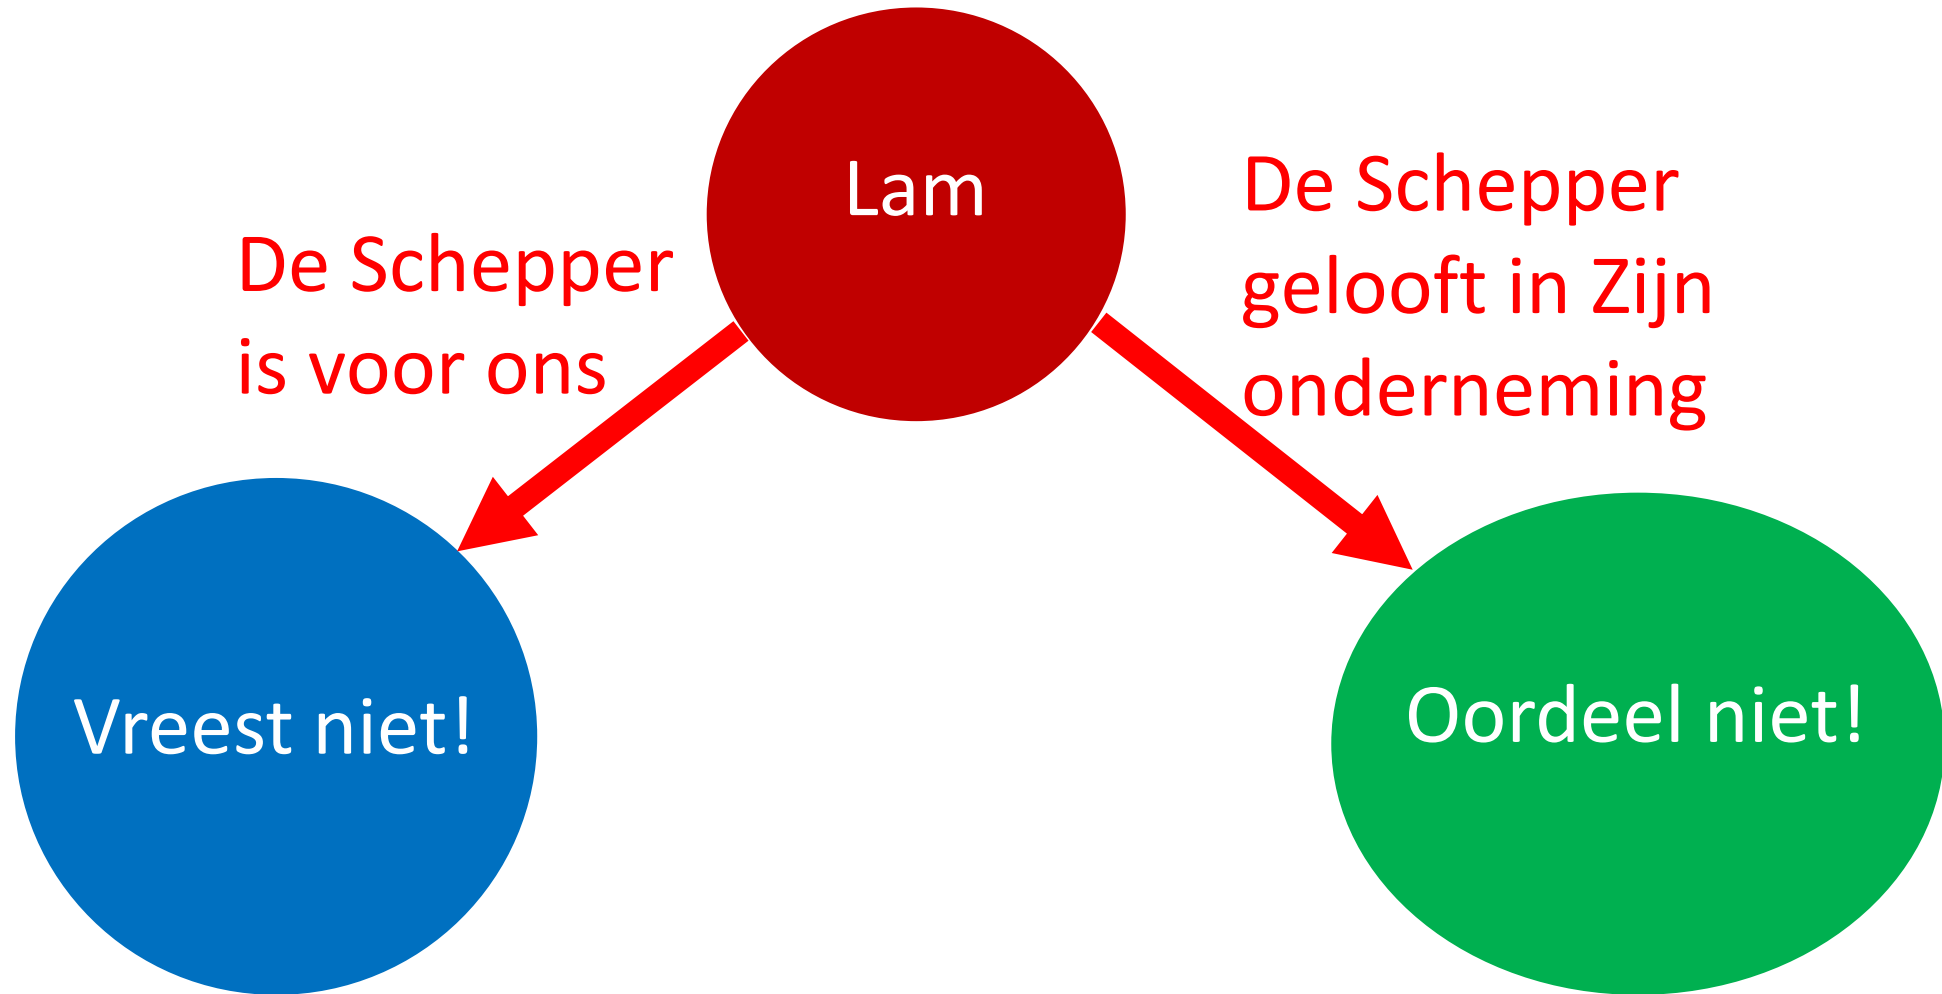 Lam
De Schepper
is voor ons
De Schepper
gelooft in Zijn
onderneming
Vreest niet!
Oordeel niet!